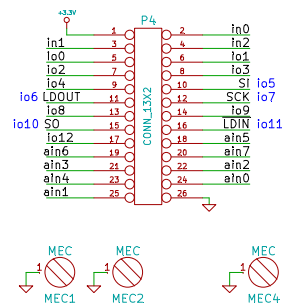 +3.3V
P4
1 2 in0
in1 3 4 in2
io0 5 6 io1
io2 7 8 io3
io4 9 10 SI io5
io6 LDOUT 11 12 SCK io7
io8 13 14 io9
io10 SO 15 16 LDIN io11
io12 17 18 ain5
ain6 19 20 ain7
ain3 21 22 ain2
ain4 23 24 ain0
ain1 25 26
CONN_13X2
MEC MEC MEC
1 1 1
MEC1 MEC2 MEC4